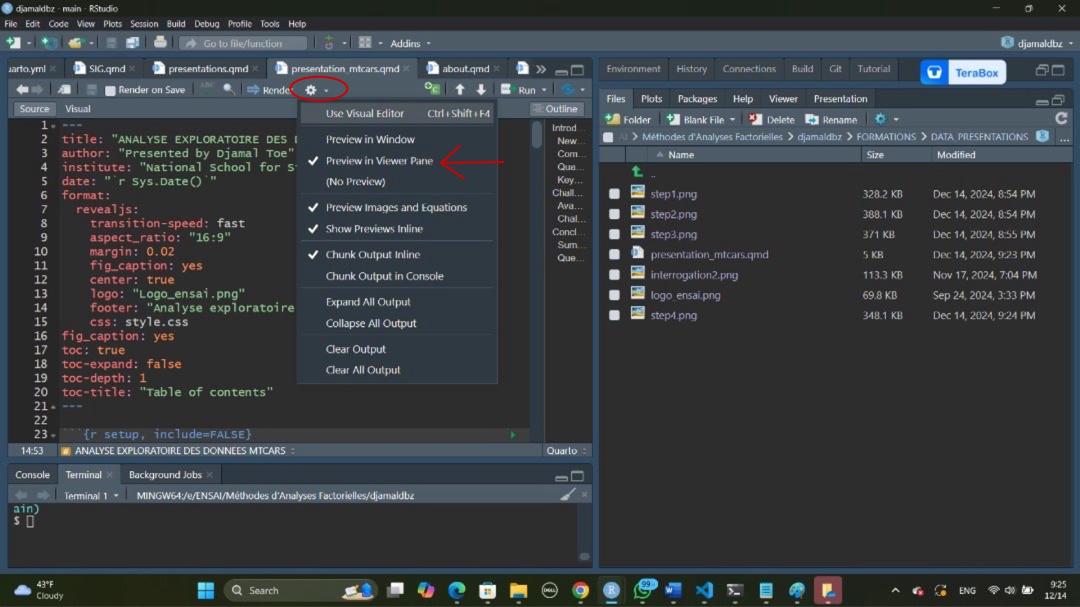 djamaldbz - main - RStudio
File Edit Code View Plots Session Build Debug Profile Tools Help
Go to file/function Addins djamaldbz
uarto.yml SIG.qmd presentations.qmd presentation_mtcars.qmd about.qmd
Render on Save ABC Render Run
Source Visual Outline
1 ---
2 title: "ANALYSE EXPLORATOIRE DES
3 author: "Presented by Djamal Toe"
4 institute: "National School for St
5 date: "`r Sys.Date()`"
6 format:
7 revealjs:
8 transition-speed: fast
9 aspect_ratio: "16:9"
10 margin: 0.02
11 fig_caption: yes
12 center: true
13 logo: "Logo_ensai.png"
14 footer: "Analyse exploratoire
15 css: style.css
16 fig_caption: yes
17 toc: true
18 toc-expand: false
19 toc-depth: 1
20 toc-title: "Table of contents"
21 ---
22
23 ```{r setup, include=FALSE}
Use Visual Editor Ctrl+Shift+F4
Preview in Window
Preview in Viewer Pane
(No Preview)
Preview Images and Equations
Show Previews Inline
Chunk Output Inline
Chunk Output in Console
Expand All Output
Collapse All Output
Clear Output
Clear All Output
Introd...
New...
Com...
Que...
Key...
Chall...
Ava...
Chal...
Concl...
Sum...
Que...
14:53 ANALYSE EXPLORATOIRE DES DONNEES MTCARS Quarto
Console Terminal Background Jobs
Terminal 1 MINGW64:/e/ENSAI/Méthodes d'Analyses Factorielles/djamaldbz
ain)
$
Environment History Connections Build Git Tutorial
TeraBox
Files Plots Packages Help Viewer Presentation
Folder Blank File Delete Rename
AI Méthodes d'Analyses Factorielles djamaldbz FORMATIONS DATA_PRESENTATIONS ...
Name Size Modified
..
step1.png 328.2 KB Dec 14, 2024, 8:54 PM
step2.png 388.1 KB Dec 14, 2024, 8:54 PM
step3.png 371 KB Dec 14, 2024, 8:55 PM
presentation_mtcars.qmd 5 KB Dec 14, 2024, 9:23 PM
interrogation2.png 113.3 KB Nov 17, 2024, 7:04 PM
logo_ensai.png 69.8 KB Sep 24, 2024, 3:33 PM
step4.png 348.1 KB Dec 14, 2024, 9:24 PM
43°F
Cloudy
Search
DELL
99+
ENG
9:25
12/14